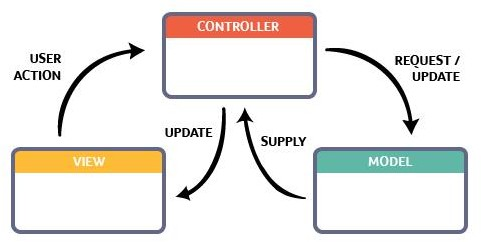 CONTROLLER
USER
ACTION
REQUEST /
UPDATE
UPDATE
SUPPLY
VIEW
MODEL